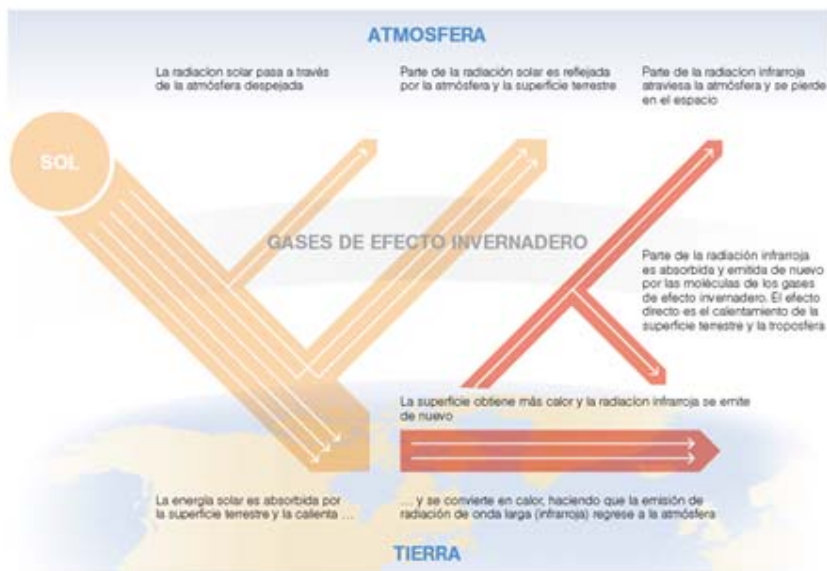 ATMOSFERA
La radiacion solar pasa a través
de la atmósfera despejada
Parte de la radiación solar es reflejada
por la atmósfera y la superficie terrestre
Parte de la radiacion infrarroja
atraviesa la atmósfera y se pierde
en el espacio
SOL
GASES DE EFECTO INVERNADERO
Parte de la radiación infrarroja
es absorbida y emitida de nuevo
por las moléculas de los gases
de efecto invernadero. El efecto
directo es el calentamiento de la
superficie terrestre y la troposfera
La superficie obtiene más calor y la radiacion infrarroja se emite
de nuevo
La energía solar es absorbida por
la superficie terrestre y la calienta ...
... y se convierte en calor, haciendo que la emisión de
radiación de onda larga (infrarroja) regrese a la atmósfera
TIERRA